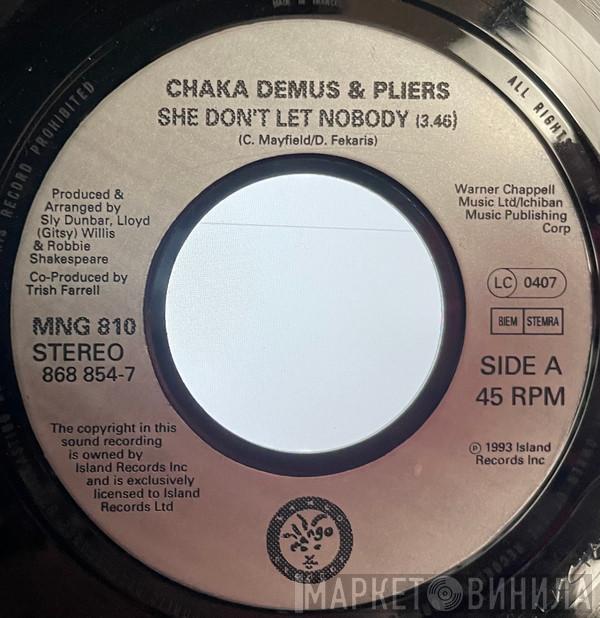 MADE IN FRANCE
CHAKA DEMUS & PLIERS
SHE DON'T LET NOBODY (3.46)
(C. Mayfield/D. Fekaris)
RECORD PROHIBITED
ALL RIGHTS
Produced &
Arranged by
Sly Dunbar, Lloyd
(Gitsy) Willis
& Robbie
Shakespeare
Co-Produced by
Trish Farrell
MNG 810
STEREO
868 854-7
Warner Chappell
Music Ltd/Ichiban
Music Publishing
Corp
LC 0407
BIEM STEMRA
SIDE A
45 RPM
The copyright in this
sound recording
is owned by
Island Records Inc
and is exclusively
licensed to Island
Records Ltd
℗ 1993 Island
Records Inc
mango
МАРКЕТ ВИНИЛА